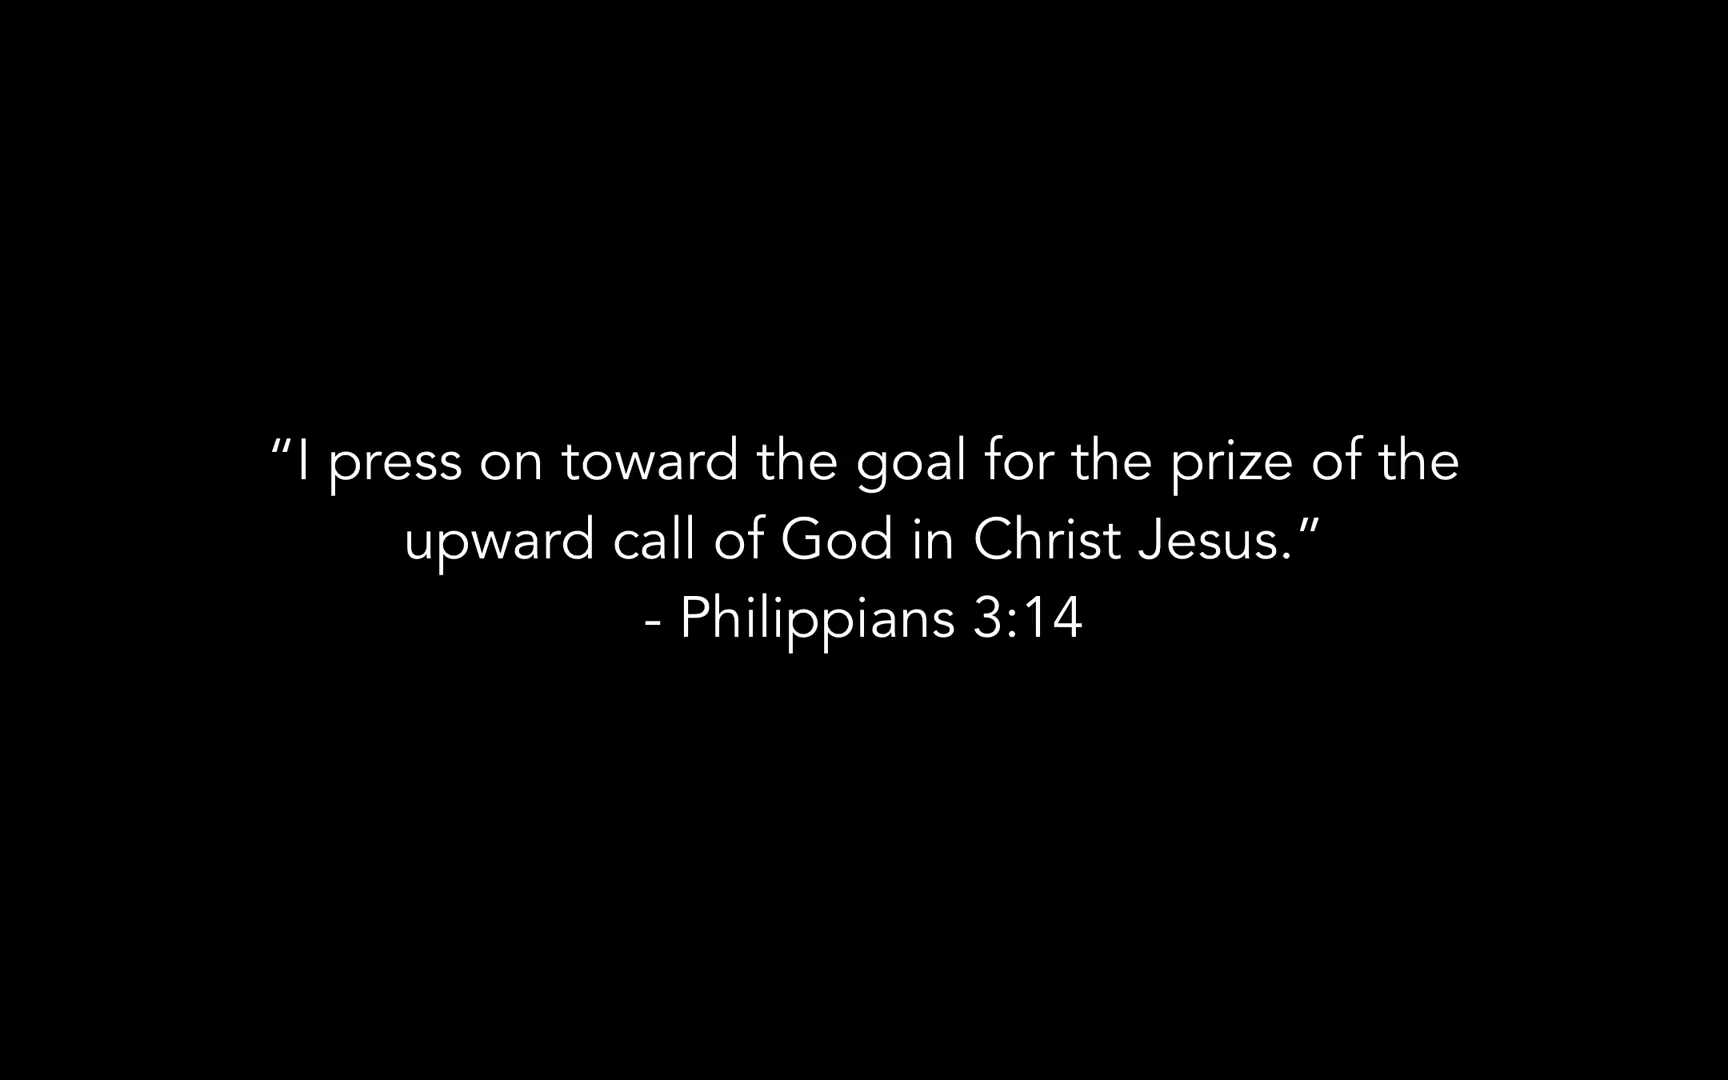 “I press on toward the goal for the prize of the
upward call of God in Christ Jesus.”
- Philippians 3:14